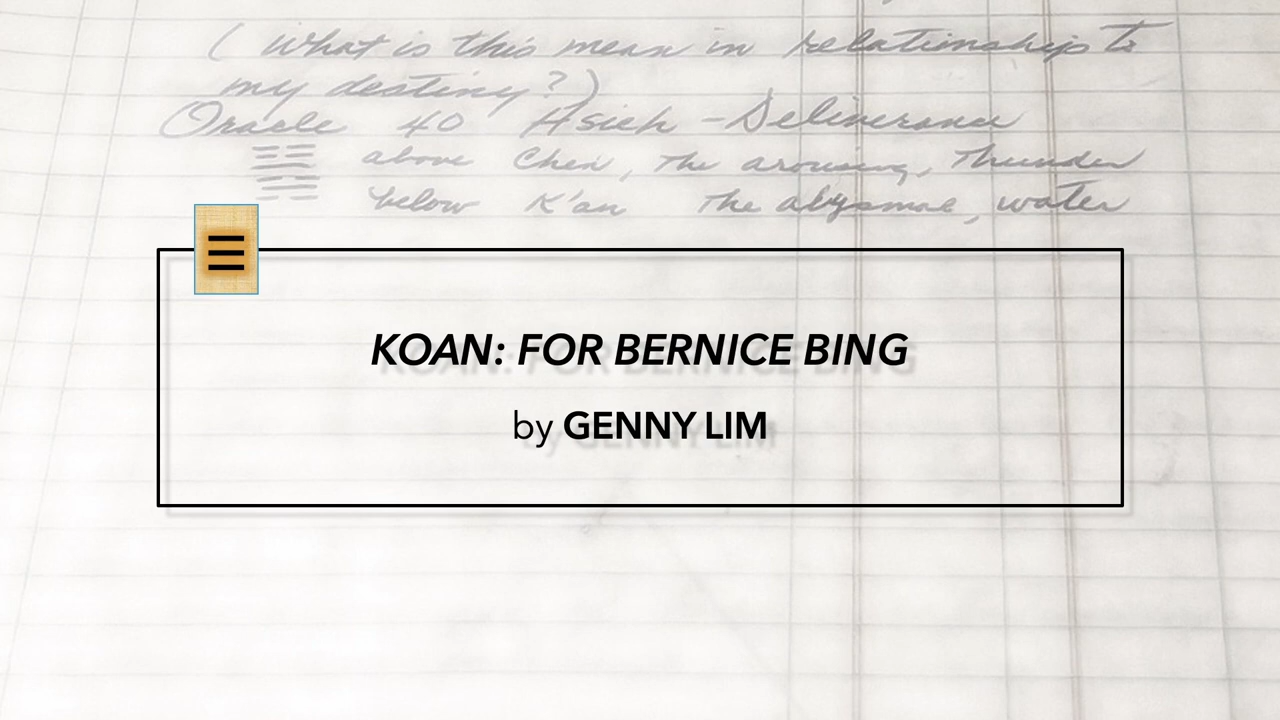 ( What is this mean in relationship to
my destiny? )
Oracle 40 Hsieh - Deliverance
above Chen, The arousing, Thunder
below K'an The abysmal, water
KOAN: FOR BERNICE BING
by GENNY LIM